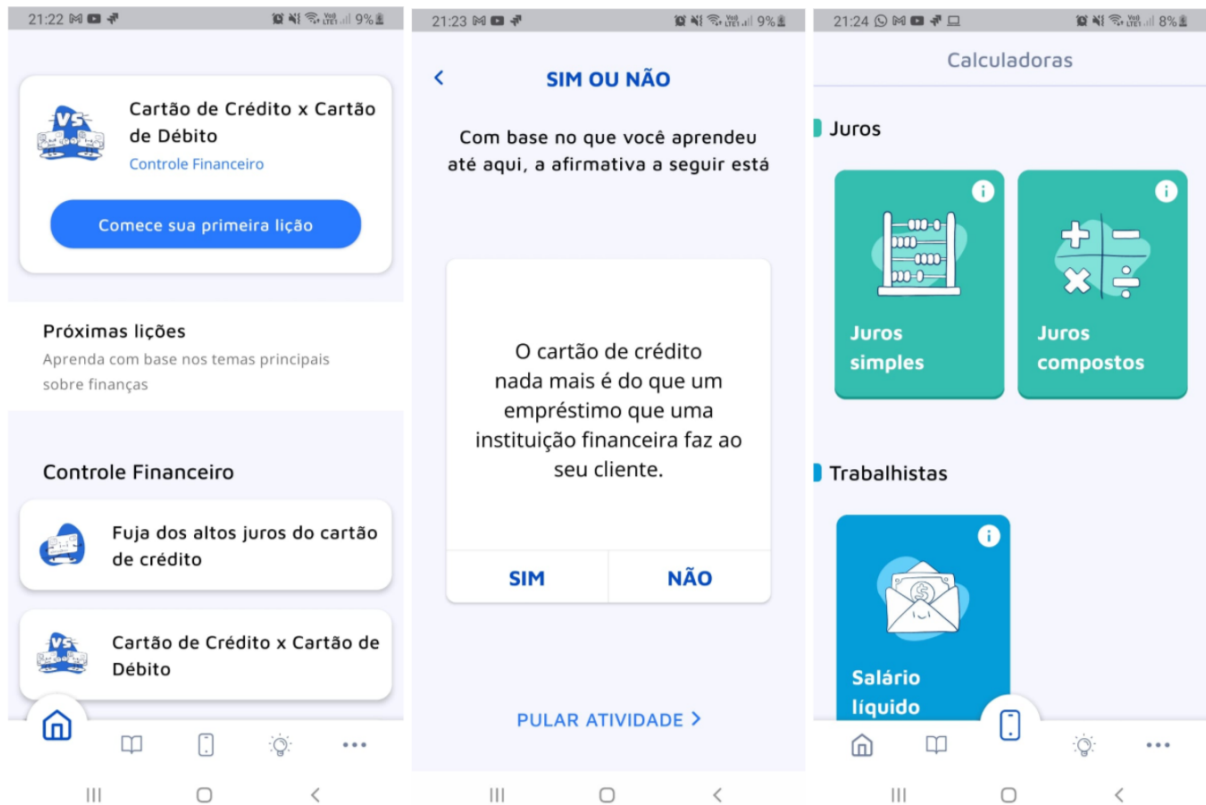 21:22
9%
Cartão de Crédito x Cartão
de Débito
Controle Financeiro
Comece sua primeira lição
Próximas lições
Aprenda com base nos temas principais
sobre finanças
Controle Financeiro
Fuja dos altos juros do cartão
de crédito
VS
Cartão de Crédito x Cartão de
Débito
21:23
9%
SIM OU NÃO
Com base no que você aprendeu
até aqui, a afirmativa a seguir está
O cartão de crédito
nada mais é do que um
empréstimo que uma
instituição financeira faz ao
seu cliente.
SIM NÃO
PULAR ATIVIDADE >
21:24
8%
Calculadoras
Juros
Juros
simples
Juros
compostos
Trabalhistas
Salário
líquido